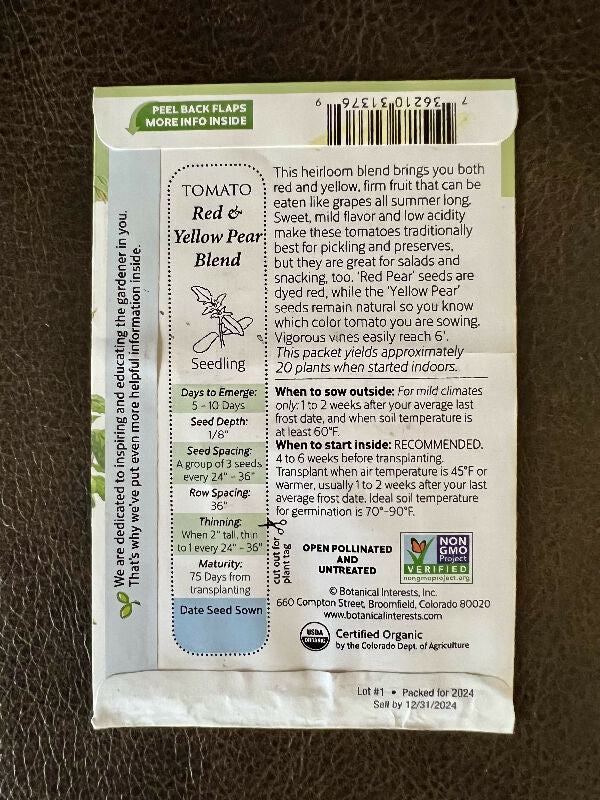 PEEL BACK FLAPS
MORE INFO INSIDE
7 36210 31376 9
We are dedicated to inspiring and educating the gardener in you.
That's why we've put even more helpful information inside.
TOMATO
Red &
Yellow Pear
Blend
Seedling
Days to Emerge:
5 – 10 Days
Seed Depth:
1/8"
Seed Spacing:
A group of 3 seeds
every 24" – 36"
Row Spacing:
36"
Thinning:
When 2" tall, thin
to 1 every 24" – 36"
Maturity:
75 Days from
transplanting
Date Seed Sown
cut out for
plant tag
This heirloom blend brings you both
red and yellow, firm fruit that can be
eaten like grapes all summer long.
Sweet, mild flavor and low acidity
make these tomatoes traditionally
best for pickling and preserves,
but they are great for salads and
snacking, too. 'Red Pear' seeds are
dyed red, while the 'Yellow Pear'
seeds remain natural so you know
which color tomato you are sowing.
Vigorous vines easily reach 6'.
This packet yields approximately
20 plants when started indoors.
When to sow outside: For mild climates
only: 1 to 2 weeks after your average last
frost date, and when soil temperature is
at least 60°F.
When to start inside: RECOMMENDED.
4 to 6 weeks before transplanting.
Transplant when air temperature is 45°F or
warmer, usually 1 to 2 weeks after your last
average frost date. Ideal soil temperature
for germination is 70°–90°F.
OPEN POLLINATED
AND
UNTREATED
NON
GMO
Project
VERIFIED
nongmoproject.org
© Botanical Interests, Inc.
660 Compton Street, Broomfield, Colorado 80020
www.botanicalinterests.com
USDA
ORGANIC
Certified Organic
by the Colorado Dept. of Agriculture
Lot #1 • Packed for 2024
Sell by 12/31/2024